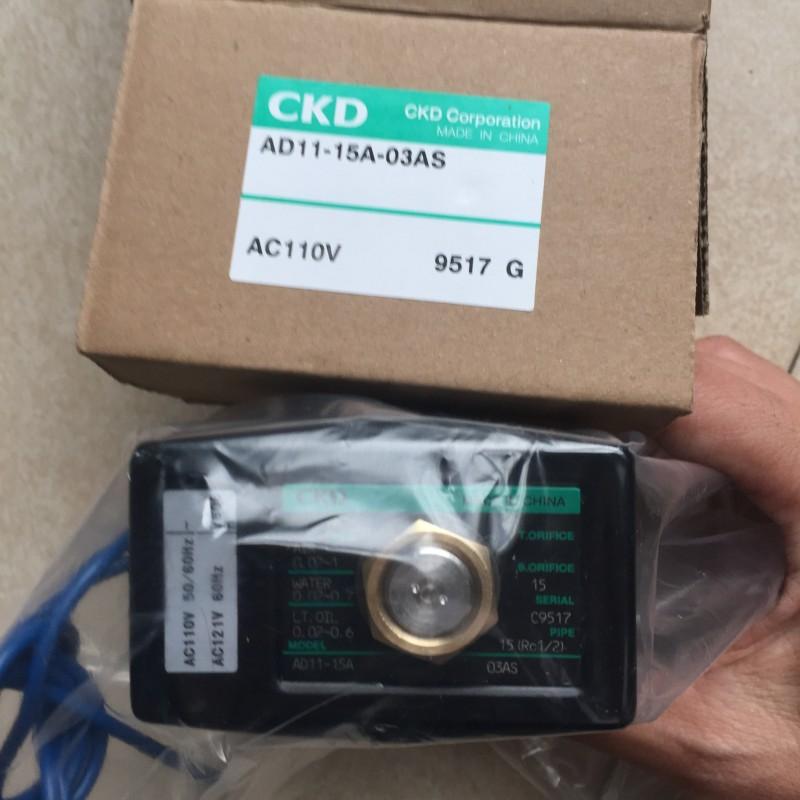 CKD
CKD Corporation
MADE IN CHINA
AD11-15A-03AS
AC110V
9517 G
AC110V 50/60Hz
AC121V 60Hz
CKD
CHINA
T.ORIFICE
S.ORIFICE
WATER
15
SERIAL
LT.OIL
C9517
0.02-0.6
PIPE
15 (Rc1/2)
MODEL
AD11-15A
03AS